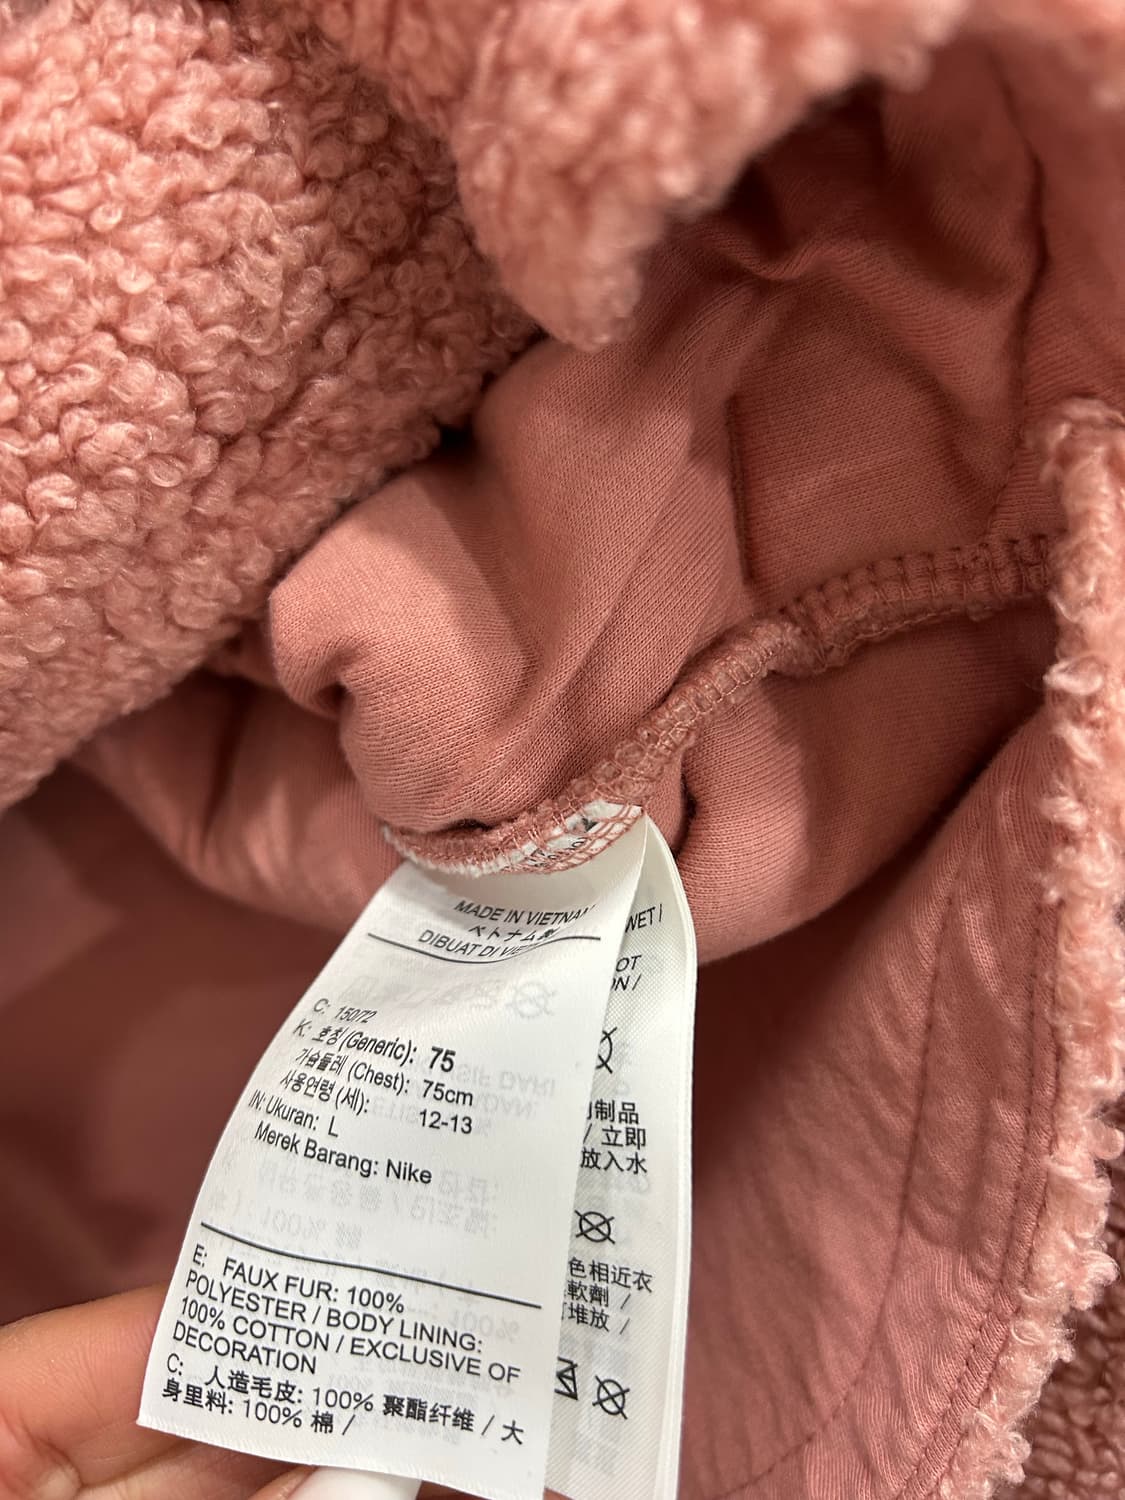 MADE IN VIETNAM
ベトナム製
DIBUAT DI VIE
C: 150/72
K: 호칭(Generic): 75
가슴둘레 (Chest): 75cm
사용연령 (세): 12-13
IN: Ukuran: L
Merek Barang: Nike
E: FAUX FUR: 100%
POLYESTER / BODY LINING:
100% COTTON / EXCLUSIVE OF
DECORATION
C: 人造毛皮: 100% 聚酯纤维 / 大
身里料: 100% 棉 /
WET
OT
ON /
制品
/ 立即
放入水
色相近衣
軟劑 /
堆放 /